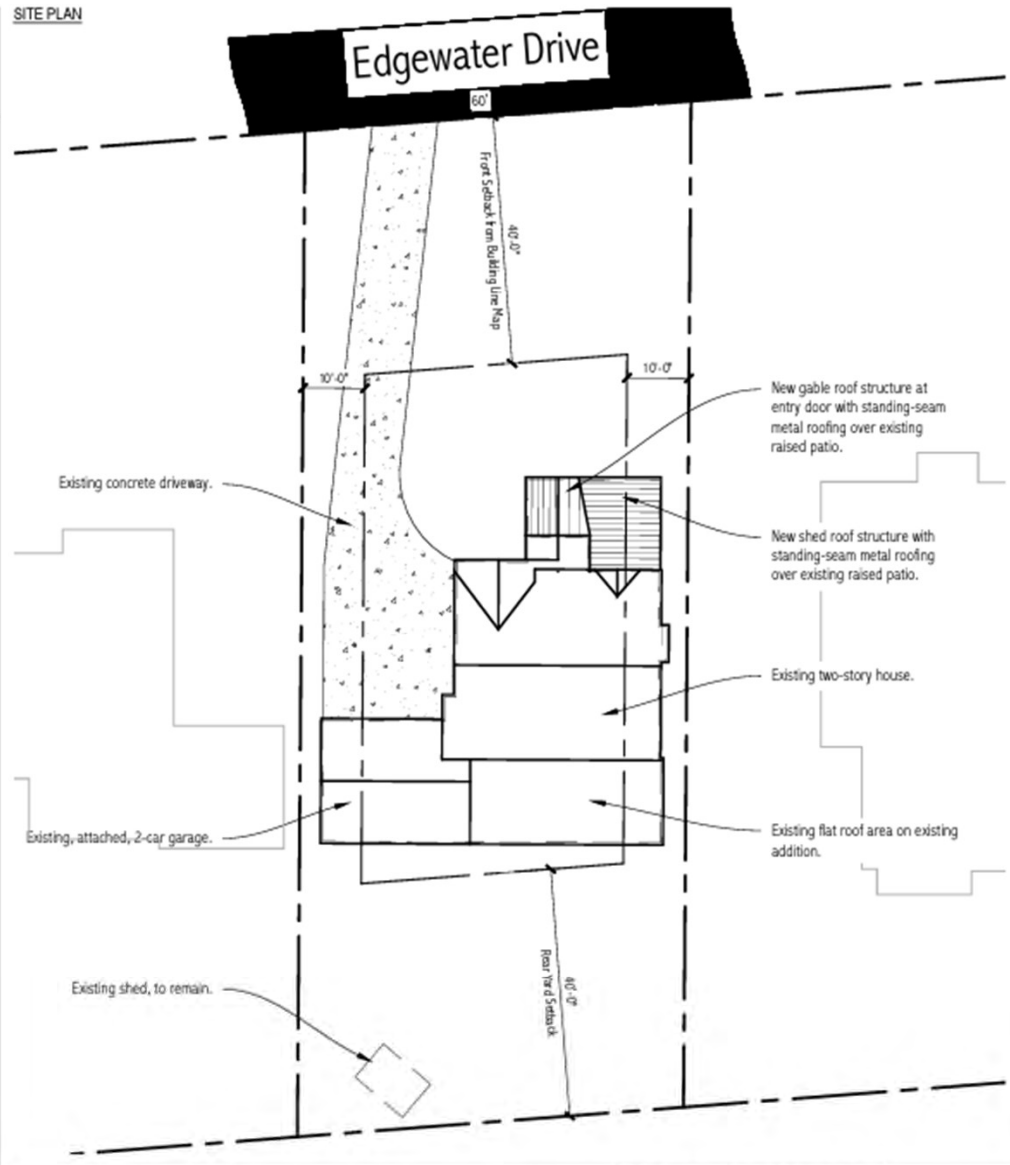 SITE PLAN
Edgewater Drive
60'
Front Setback from Building Line Map
40'-0"
10'-0"
10'-0"
New gable roof structure at
entry door with standing-seam
metal roofing over existing
raised patio.
Existing concrete driveway.
New shed roof structure with
standing-seam metal roofing
over existing raised patio.
Existing two-story house.
Existing, attached, 2-car garage.
Existing flat roof area on existing
addition.
Existing shed, to remain.
Rear Yard Setback
40'-0"